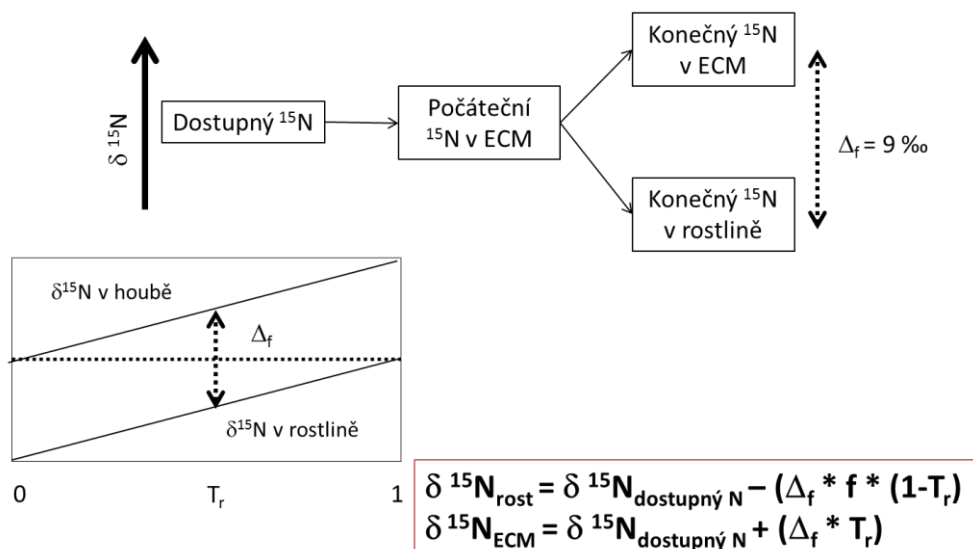 δ ¹⁵N
Dostupný ¹⁵N
Počáteční
¹⁵N v ECM
Konečný ¹⁵N
v ECM
Konečný ¹⁵N
v rostlině
Δf = 9 ‰
δ¹⁵N v houbě
Δf
δ¹⁵N v rostlině
0
Tr
1
δ ¹⁵Nrost = δ ¹⁵Ndostupný N – (Δf * f * (1-Tr)
δ ¹⁵NECM = δ ¹⁵Ndostupný N + (Δf * Tr)